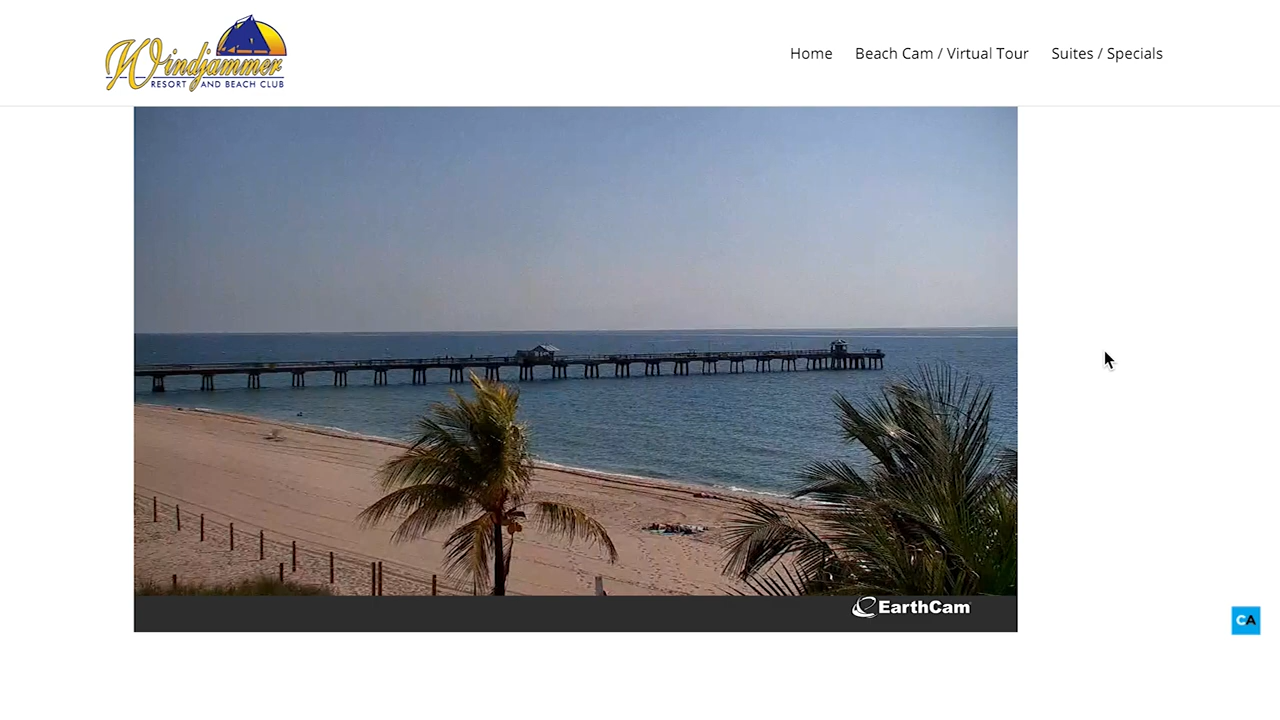 Windjammer
RESORT AND BEACH CLUB
Home
Beach Cam / Virtual Tour
Suites / Specials
EarthCam
CA